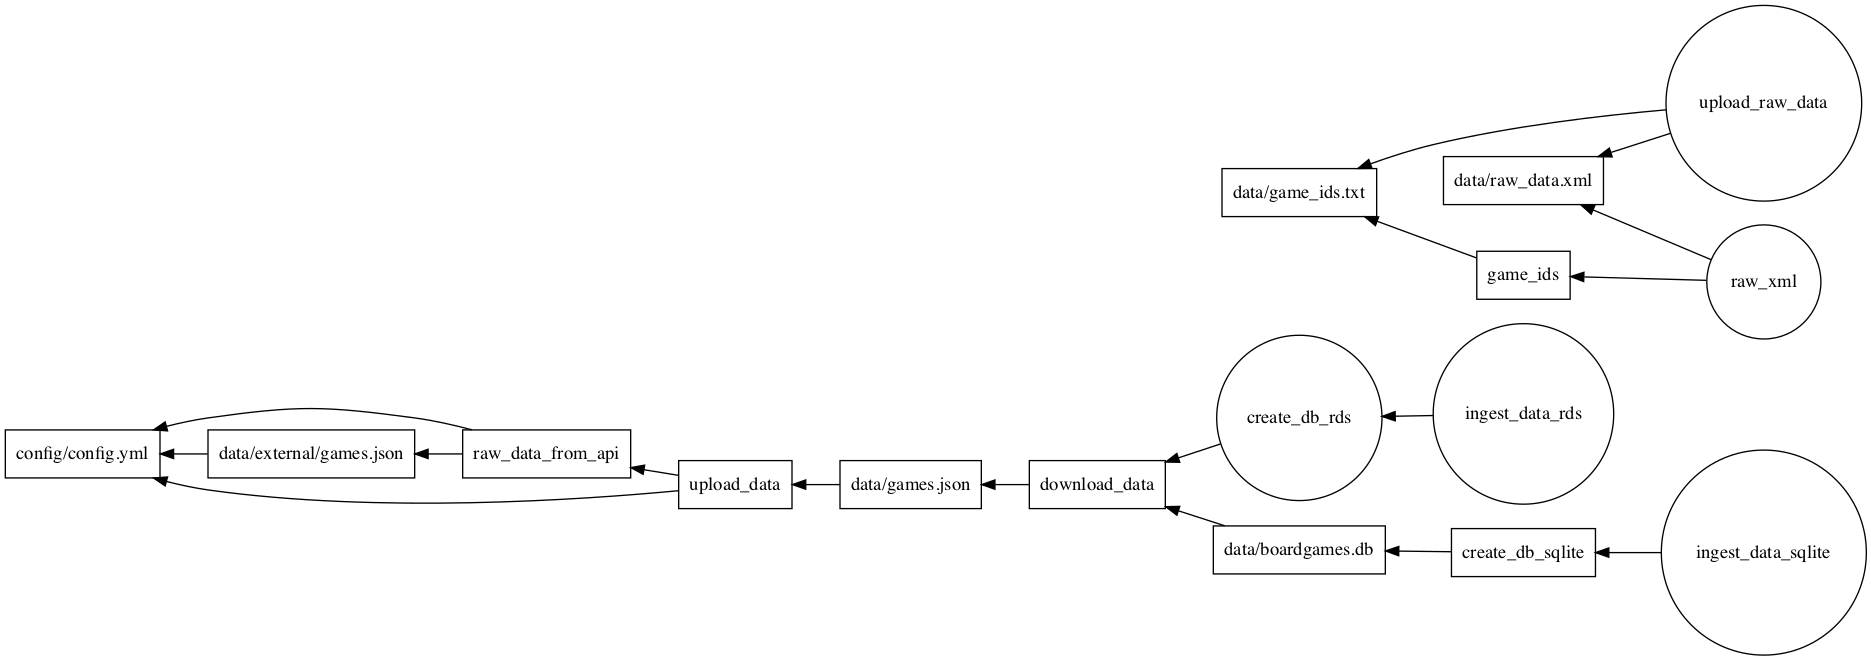 upload_raw_data
data/raw_data.xml
data/game_ids.txt
game_ids
raw_xml
create_db_rds
ingest_data_rds
config/config.yml
data/external/games.json
raw_data_from_api
upload_data
data/games.json
download_data
data/boardgames.db
create_db_sqlite
ingest_data_sqlite